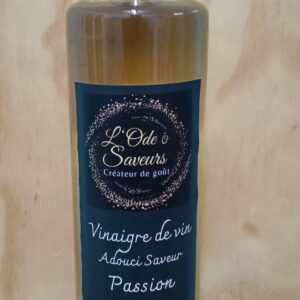 L'Ode ô
Saveurs
Créateur de goût
Vinaigre de vin
Adouci Saveur
Passion